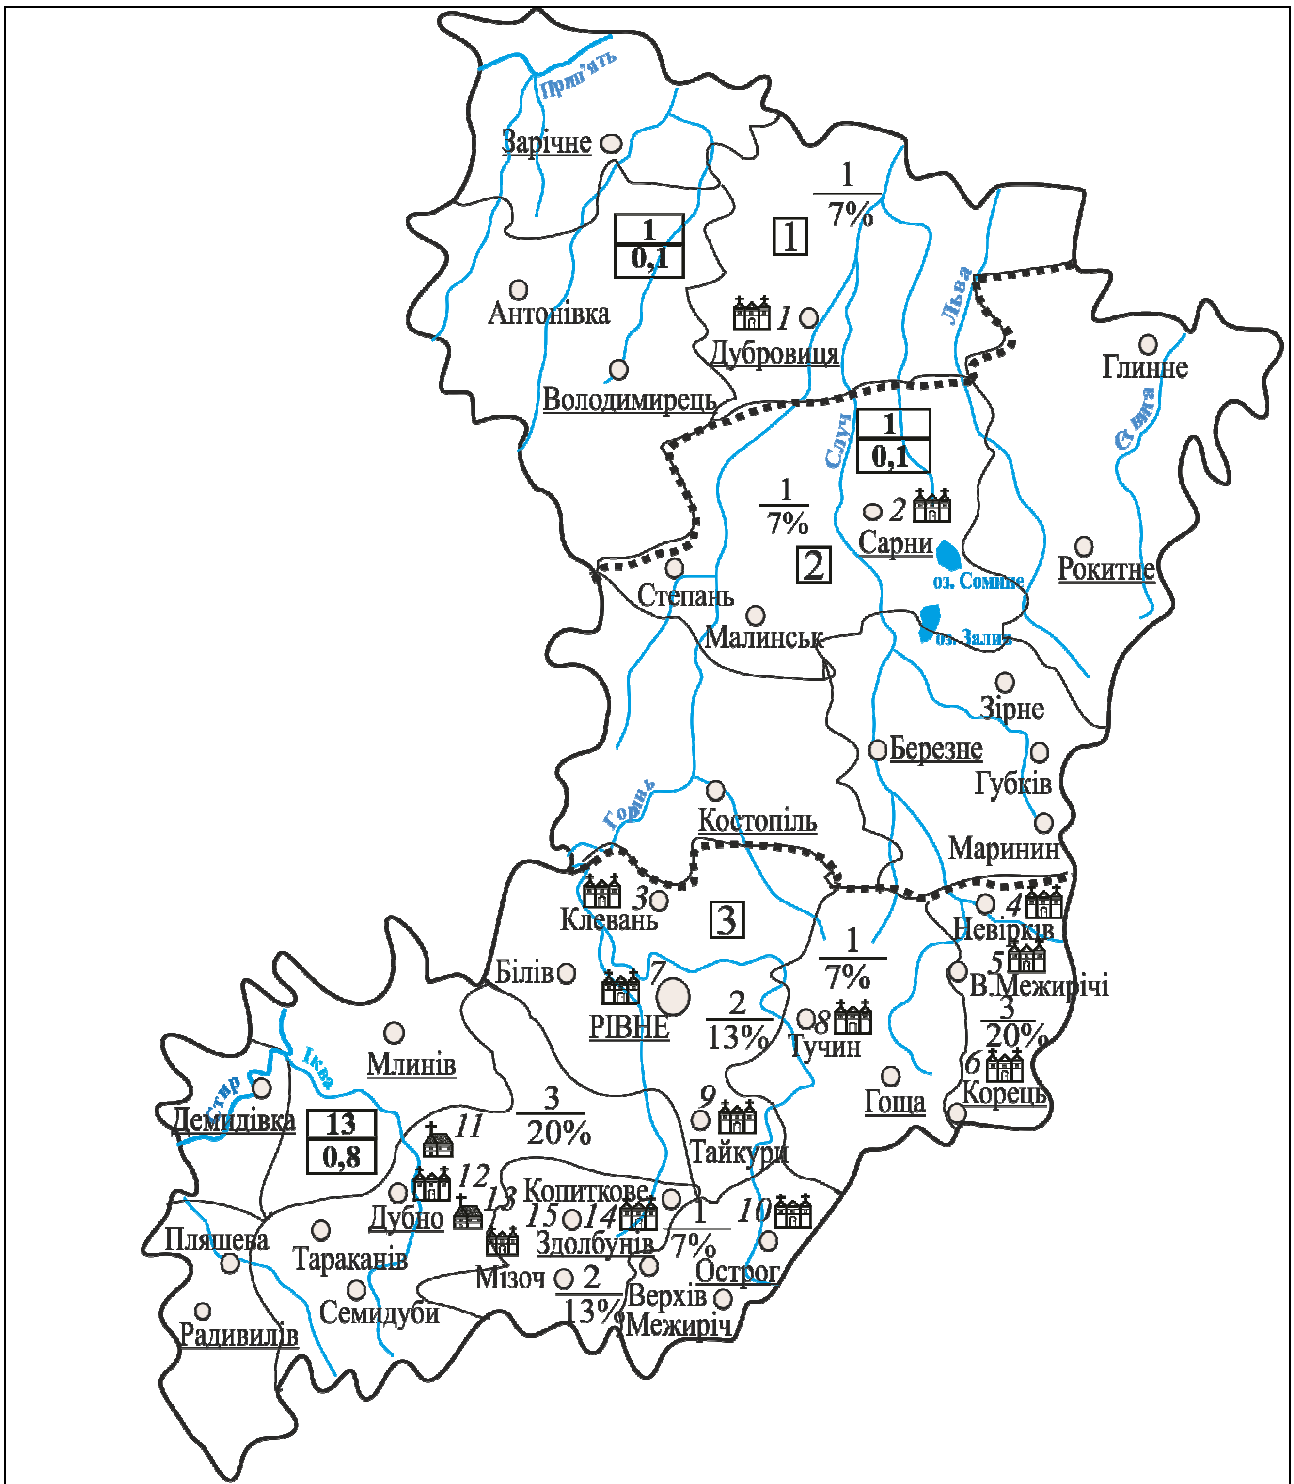 Прип'ять
Зарічне
1
7%
1
0,1
1
Антонівка
Льва
1
Дубровиця
Глинне
Володимирець
Ствига
Случ
1
0,1
1
7%
2
Сарни
2
Рокитне
оз. Сомине
Степань
Малинськ
оз. Залиж
Зірне
Березне
Губків
Горинь
Костопіль
Маринин
3
Клевань
3
4
Невірків
1
7%
5
В.Межирічі
Білів
7
РІВНЕ
2
13%
8
Тучин
3
20%
Млинів
Іква
Стир
Демидівка
6
Корець
Гоща
9
Тайкури
3
20%
13
0,8
11
12
Дубно
13
Копиткове
15
14
Здолбунів
1
7%
10
Острог
Пляшева
Тараканів
Мізоч
2
13%
Верхів
Межиріч
Семидуби
Радивилів